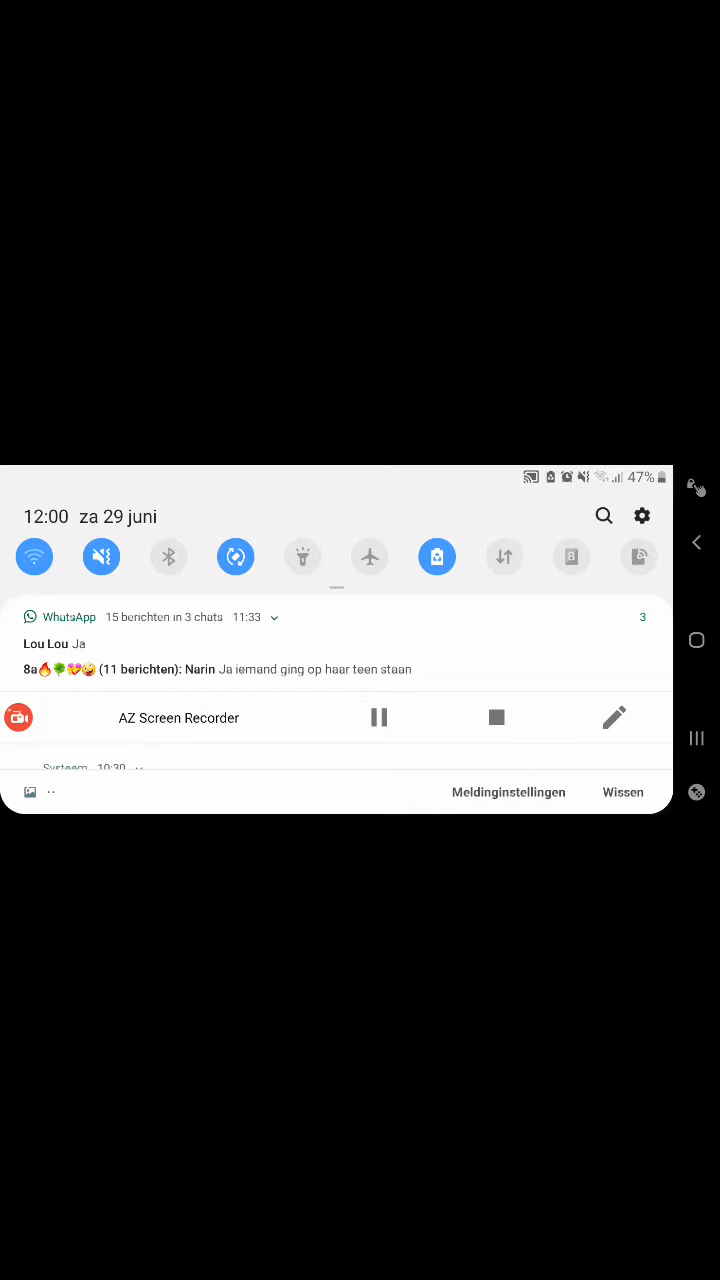 47%
12:00 za 29 juni
WhatsApp 15 berichten in 3 chats 11:33 3
Lou Lou Ja
8a🔥🌳💝🤪 (11 berichten): Narin Ja iemand ging op haar teen staan
AZ Screen Recorder
Systeem 10:30
Meldinginstellingen Wissen